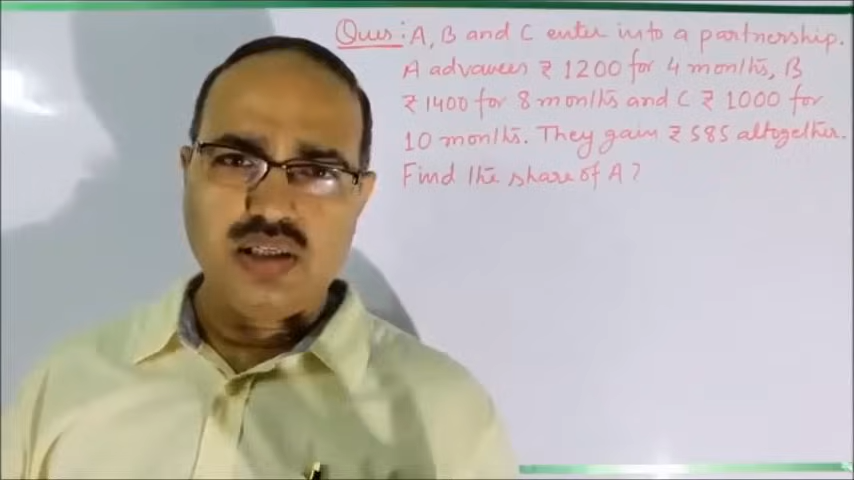 Ques: A, B and C enter into a partnership.
A advances ₹ 1200 for 4 months, B
₹ 1400 for 8 months and C ₹ 1000 for
10 months. They gain ₹ 585 altogether.
Find the share of A?